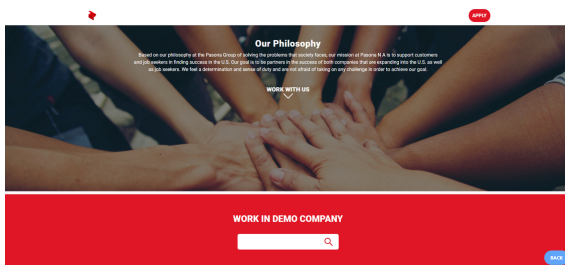 APPLY
Our Philosophy
Based on our philosophy at the Pasona Group of solving the problems that society faces, our mission at Pasona N A is to support customers
and job seekers in finding success in the U.S. Our goal is to be partners in the success of both companies that are expanding into the U.S. as well
as job seekers. We feel a determination and sense of duty and are not afraid of taking on any challenge in order to achieve our goal.
WORK WITH US
WORK IN DEMO COMPANY
BACK